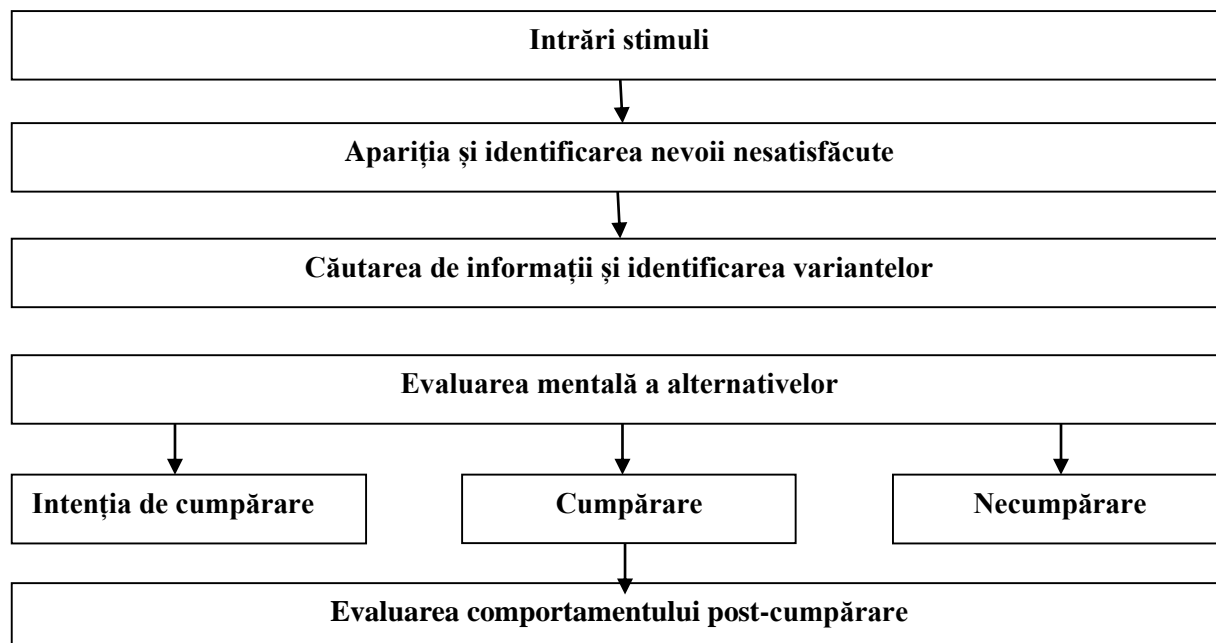 Intrări stimuli
Apariția și identificarea nevoii nesatisfăcute
Căutarea de informații și identificarea variantelor
Evaluarea mentală a alternativelor
Intenția de cumpărare
Cumpărare
Necumpărare
Evaluarea comportamentului post-cumpărare